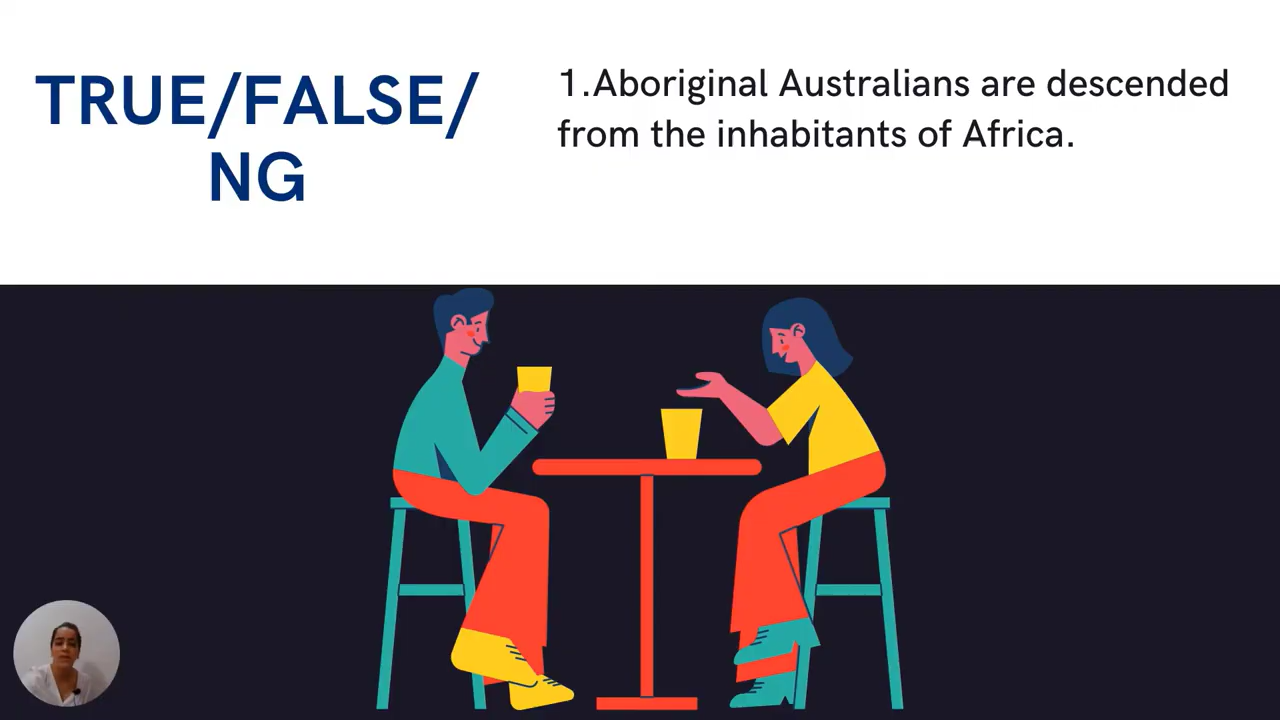 TRUE/FALSE/
NG
1.Aboriginal Australians are descended
from the inhabitants of Africa.